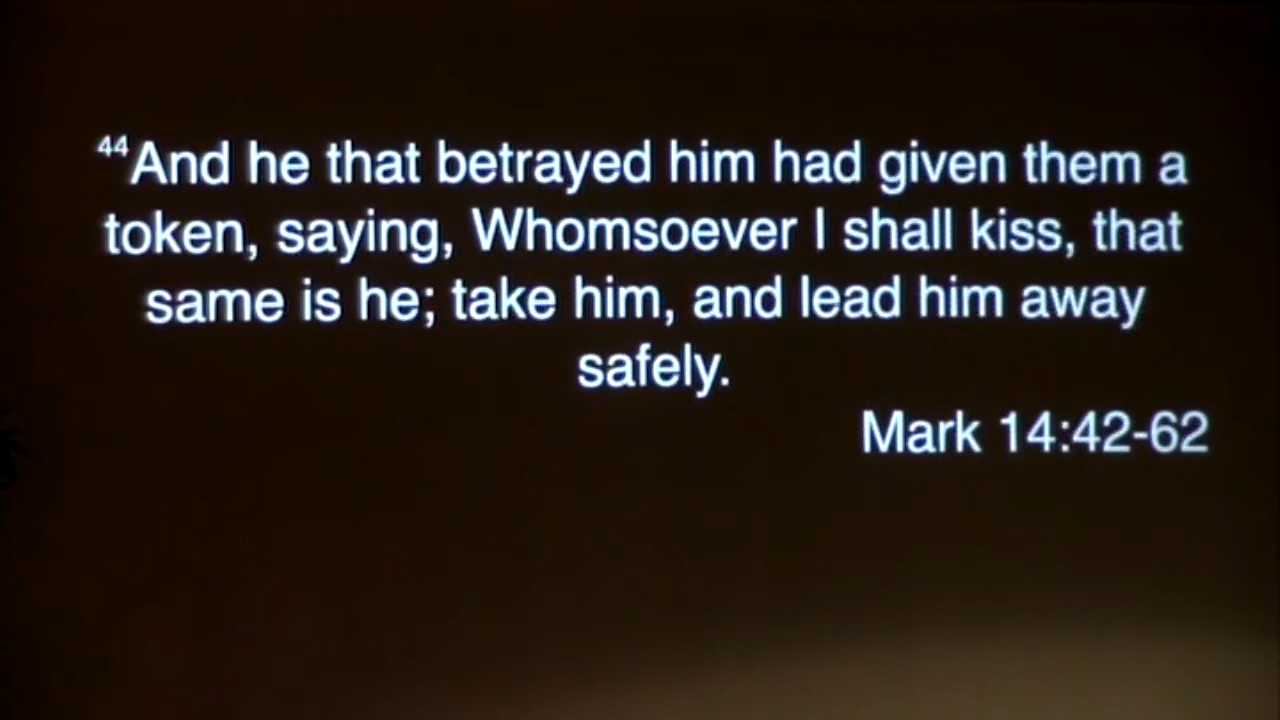 44And he that betrayed him had given them a
token, saying, Whomsoever I shall kiss, that
same is he; take him, and lead him away
safely.
Mark 14:42-62